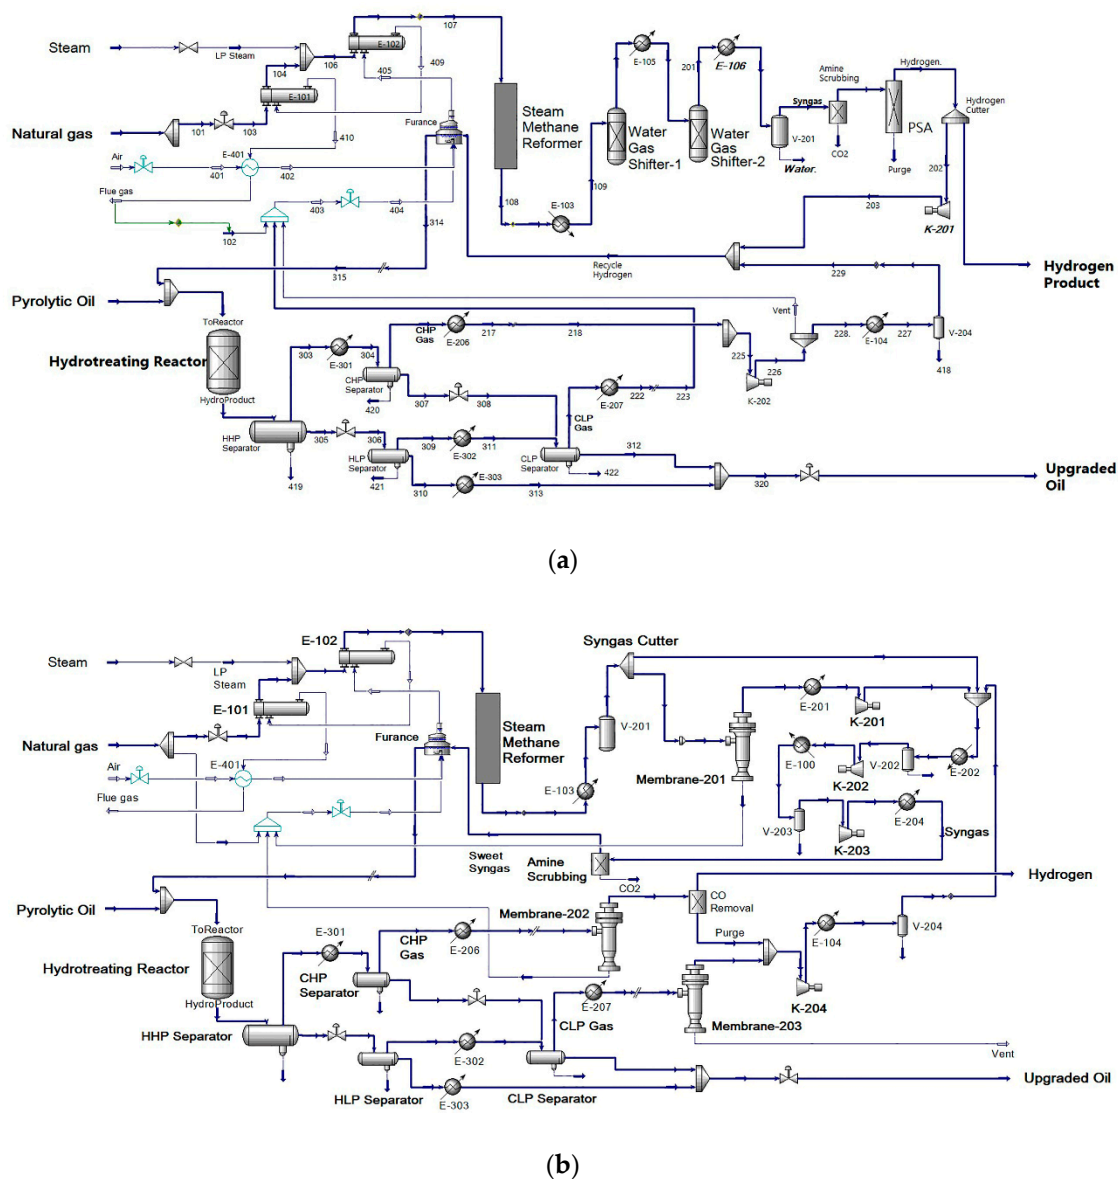 107
Steam
LP Steam
E-102
104
106
405
409
E-101
Furance
Natural gas
101
103
410
Steam
Methane
Reformer
E-105
201
E-106
Water
Gas
Shifter-1
Water
Gas
Shifter-2
Syngas
V-201
Water.
Amine
Scrubbing
CO2
Hydrogen.
PSA
Purge
Hydrogen
Cutter
202
Air
E-401
401
402
Flue gas
403
404
102
314
108
E-103
109
203
K-201
315
Recycle
Hydrogen
229
Hydrogen
Product
Pyrolytic Oil
ToReactor
Hydrotreating Reactor
HydroProduct
303
304
E-301
CHP
Gas
E-206
217
218
CHP
Separator
420
307
308
225
K-202
226
Vent
228.
E-104
227
V-204
418
E-207
222
223
CLP
Gas
HHP
Separator
305
306
419
309
311
E-302
HLP
Separator
421
310
E-303
313
CLP
Separator
422
312
320
Upgraded
Oil
(a)
E-102
Syngas Cutter
Steam
LP
Steam
E-101
V-201
E-201
K-201
Natural gas
Furance
Steam
Methane
Reformer
E-401
Air
Flue gas
E-103
Membrane-201
E-100
K-202
V-202
E-202
V-203
K-203
E-204
Syngas
Sweet
Syngas
Amine
Scrubbing
CO2
Hydrogen
Pyrolytic Oil
ToReactor
Hydrotreating Reactor
HydroProduct
E-301
CHP
Gas
E-206
Membrane-202
CO
Removal
Purge
E-104
V-204
K-204
CHP
Separator
HHP Separator
CLP Gas
E-207
Membrane-203
Vent
E-302
HLP Separator
E-303
CLP Separator
Upgraded Oil
(b)